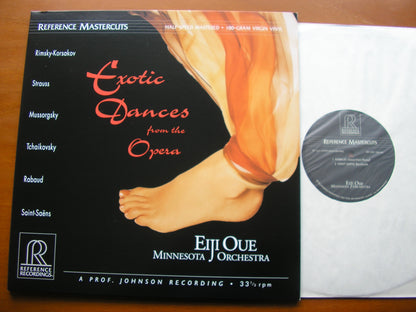 REFERENCE MASTERCUTS
HALF-SPEED MASTERED • 180-GRAM VIRGIN VINYL
Rimsky-Korsakov
Strauss
Mussorgsky
Tchaikovsky
Rabaud
Saint-Saëns
Exotic
Dances
from the
Opera
EIJI OUE
MINNESOTA ORCHESTRA
RR
REFERENCE
RECORDINGS
A PROF. JOHNSON RECORDING • 33⅓ rpm
REFERENCE MASTERCUTS
EIJI OUE
MINNESOTA ORCHESTRA